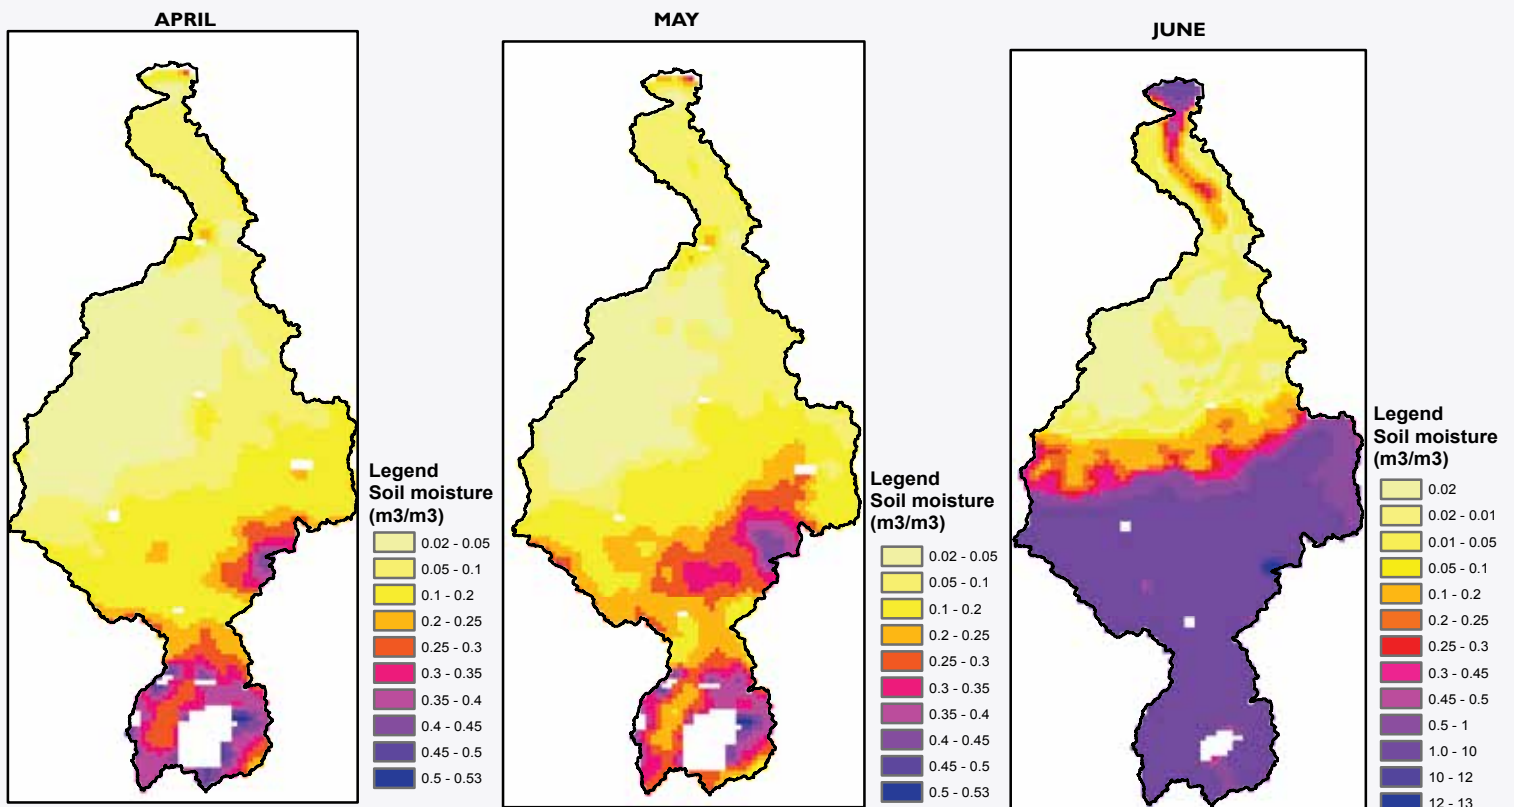 APRIL
Legend
Soil moisture
(m3/m3)
0.02 - 0.05
0.05 - 0.1
0.1 - 0.2
0.2 - 0.25
0.25 - 0.3
0.3 - 0.35
0.35 - 0.4
0.4 - 0.45
0.45 - 0.5
0.5 - 0.53
MAY
Legend
Soil moisture
(m3/m3)
0.02 - 0.05
0.05 - 0.1
0.1 - 0.2
0.2 - 0.25
0.25 - 0.3
0.3 - 0.35
0.35 - 0.4
0.4 - 0.45
0.45 - 0.5
0.5 - 0.53
JUNE
Legend
Soil moisture
(m3/m3)
0.02
0.02 - 0.01
0.01 - 0.05
0.05 - 0.1
0.1 - 0.2
0.2 - 0.25
0.25 - 0.3
0.3 - 0.45
0.45 - 0.5
0.5 - 1
1.0 - 10
10 - 12
12 - 13